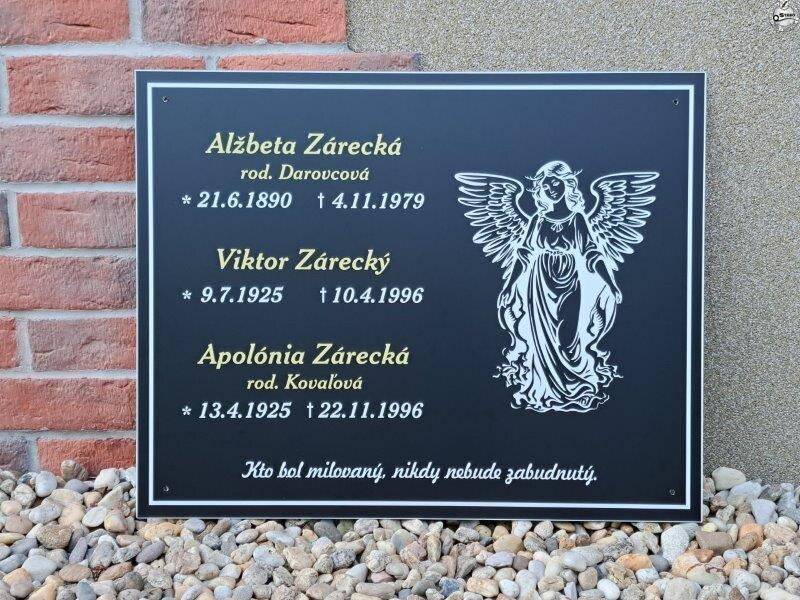 Alžbeta Zárecká
rod. Darovcová
* 21.6.1890 † 4.11.1979
Viktor Zárecký
* 9.7.1925 † 10.4.1996
Apolónia Zárecká
rod. Kovaľová
* 13.4.1925 † 22.11.1996
Kto bol milovaný, nikdy nebude zabudnutý.